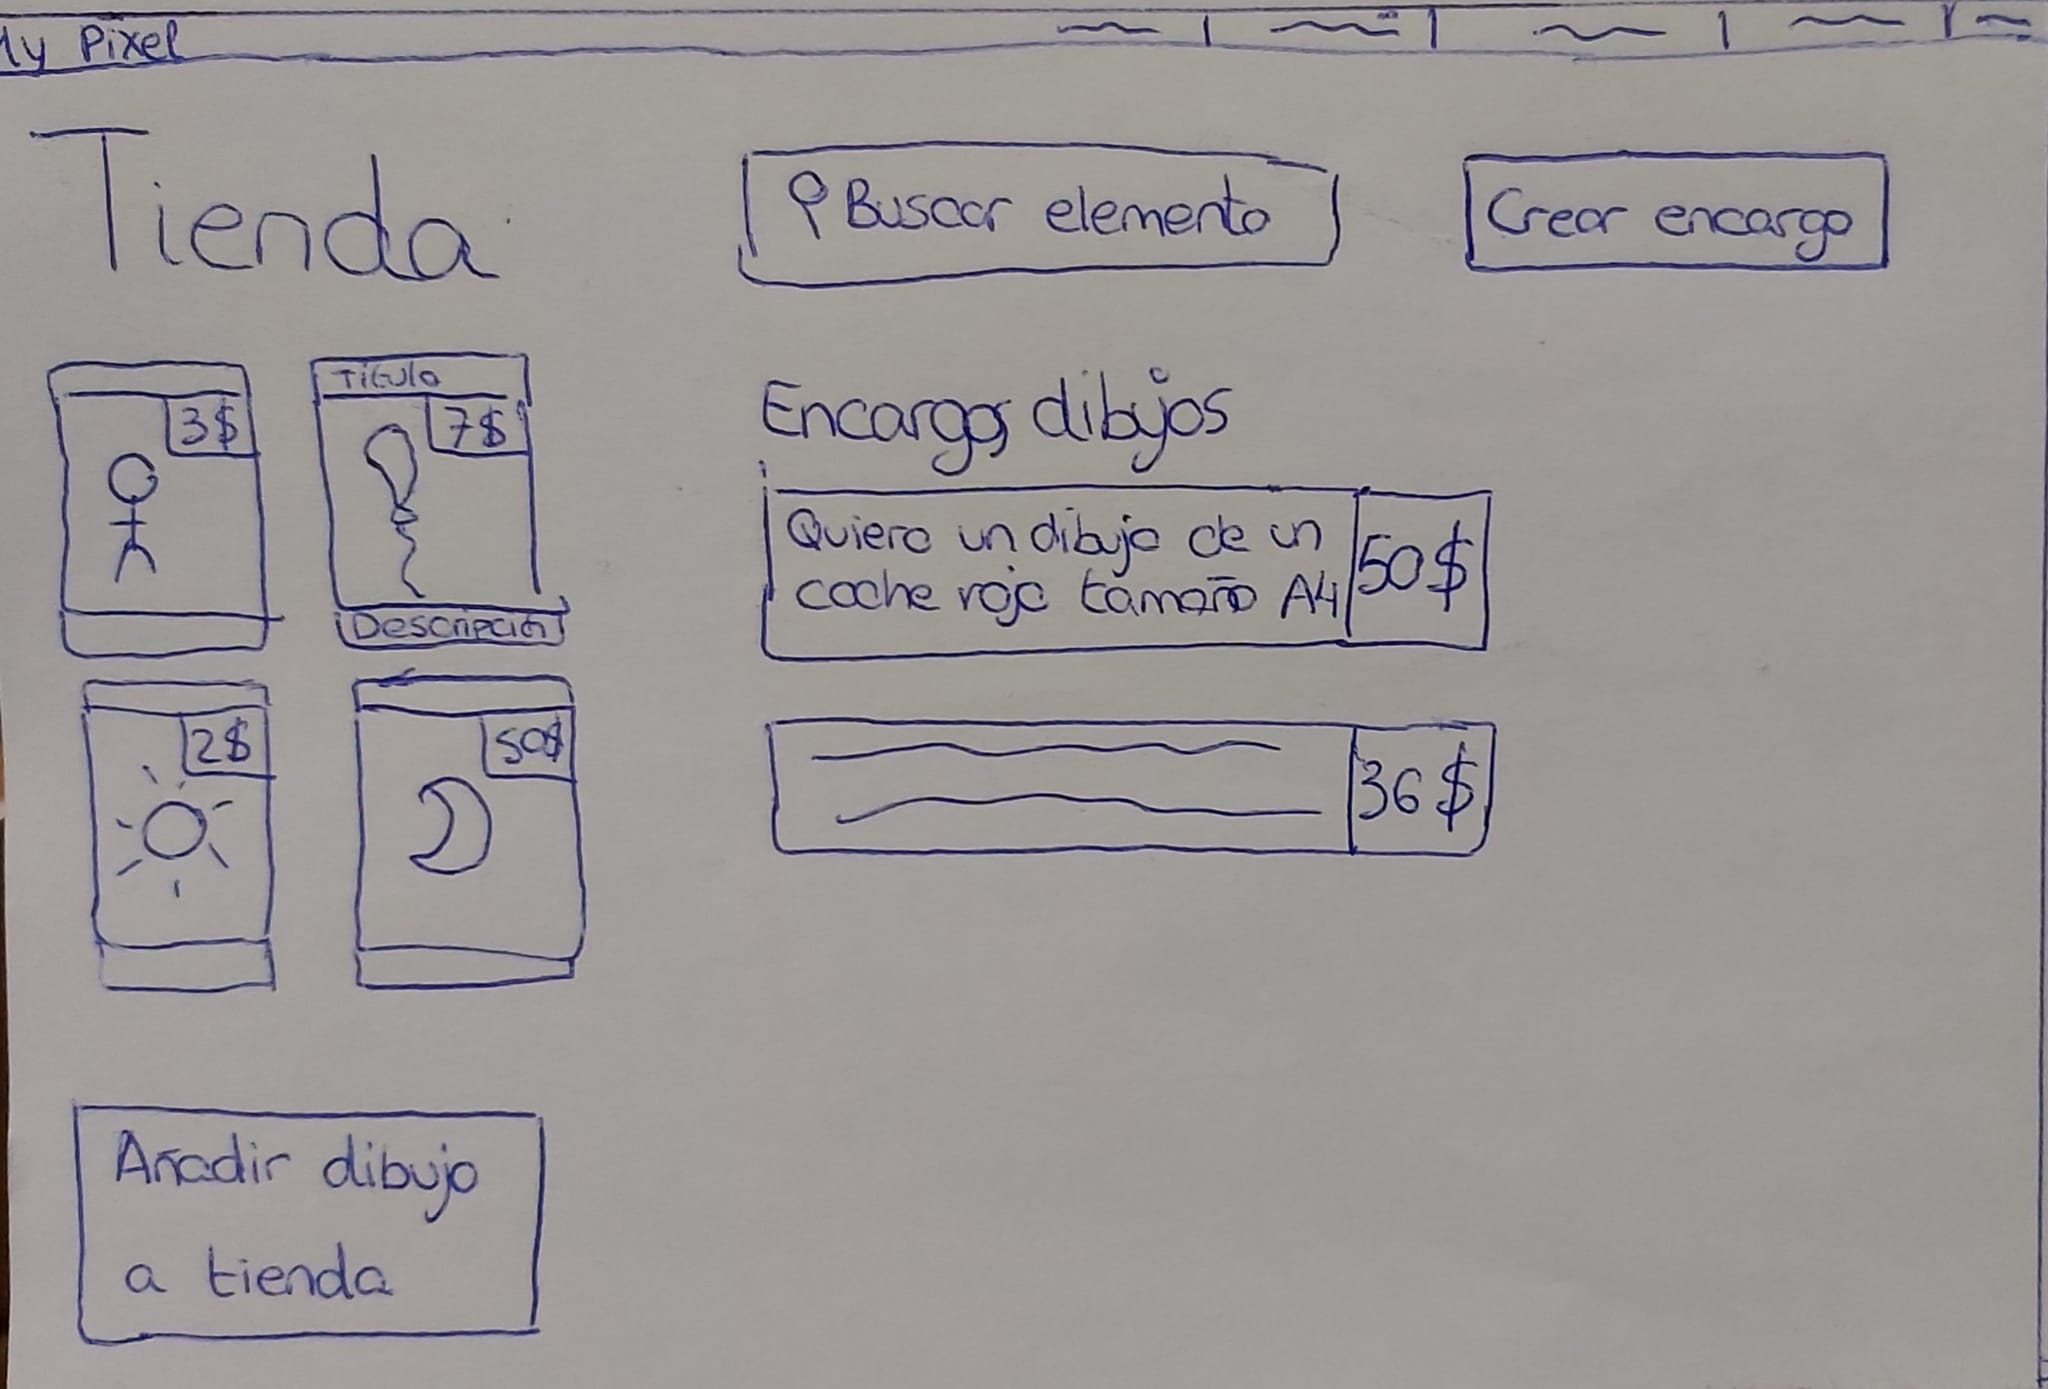 My Pixel
Tienda
Buscar elemento
Crear encargo
3$
Título
7$
Descripción
2$
50$
Encargos dibujos
Quiero un dibujo de un
coche rojo tamaño A4
50$
36$
Añadir dibujo
a tienda